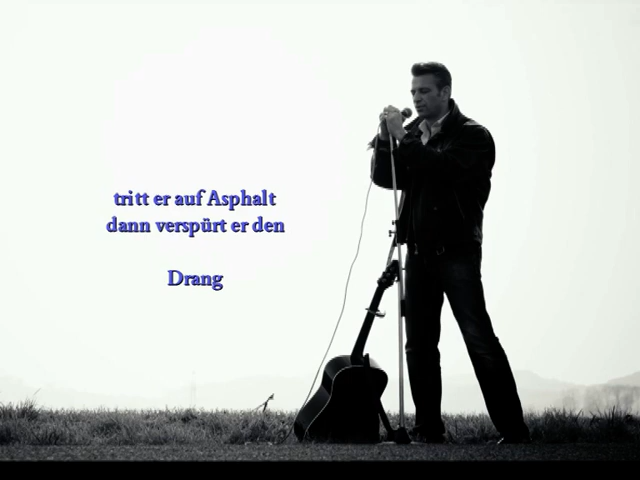 tritt er auf Asphalt
dann verspürt er den
Drang